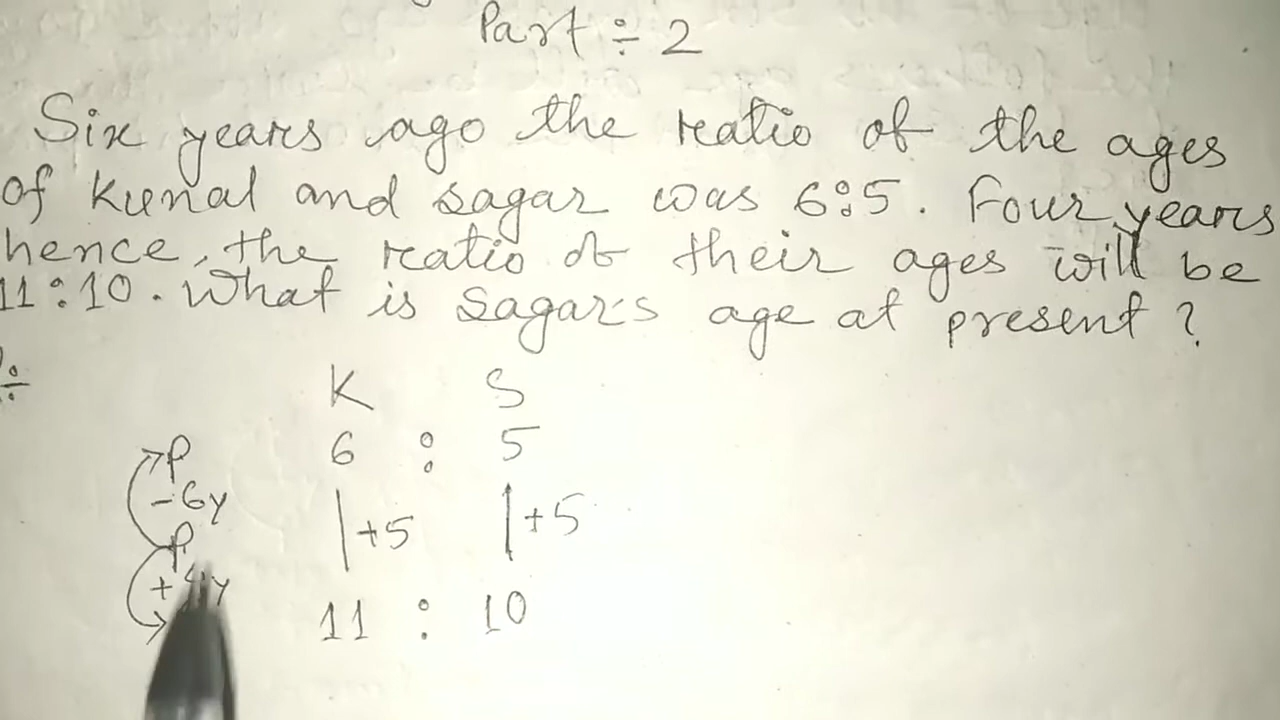 Part ÷ 2
Six years ago the ratio of the ages
of Kunal and Sagar was 6:5. Four years
hence, the ratio of their ages will be
11:10. What is Sagar's age at present?
÷
K S
6 : 5
P
-6y
+5 +5
P
+4y
11 : 10